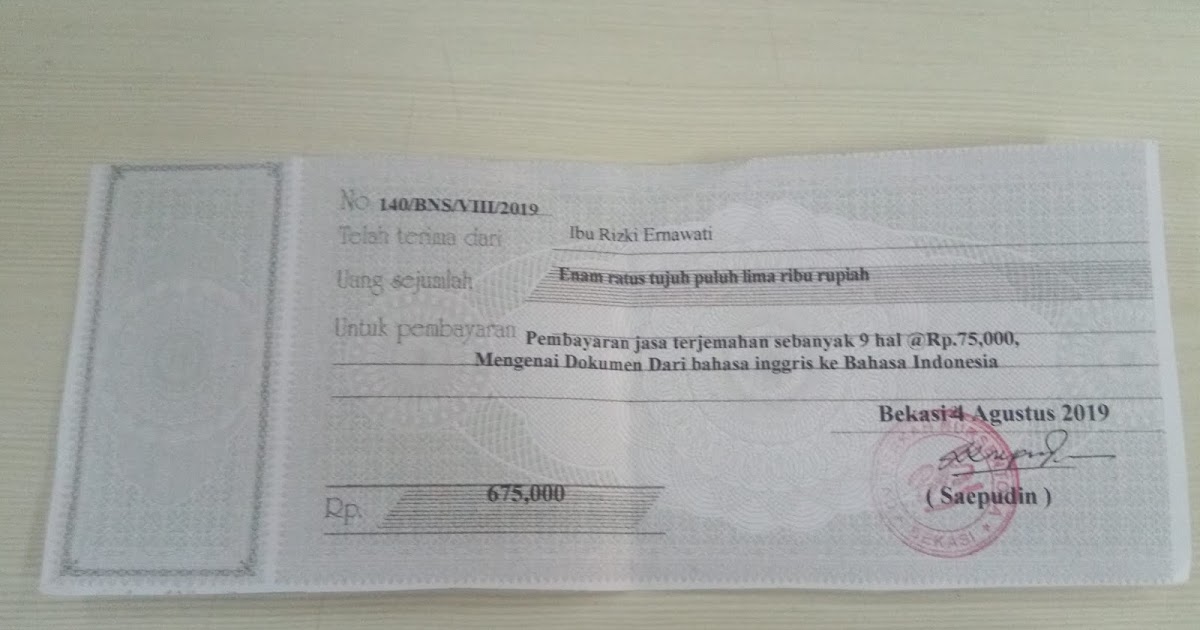 No 140/BNS/VIII/2019
Telah terima dari Ibu Rizki Ernawati
Uang sejumlah Enam ratus tujuh puluh lima ribu rupiah
Untuk pembayaran Pembayaran jasa terjemahan sebanyak 9 hal @Rp.75,000,
Mengenai Dokumen Dari bahasa inggris ke Bahasa Indonesia
Bekasi 4 Agustus 2019
Rp. 675,000
( Saepudin )
BEKASI